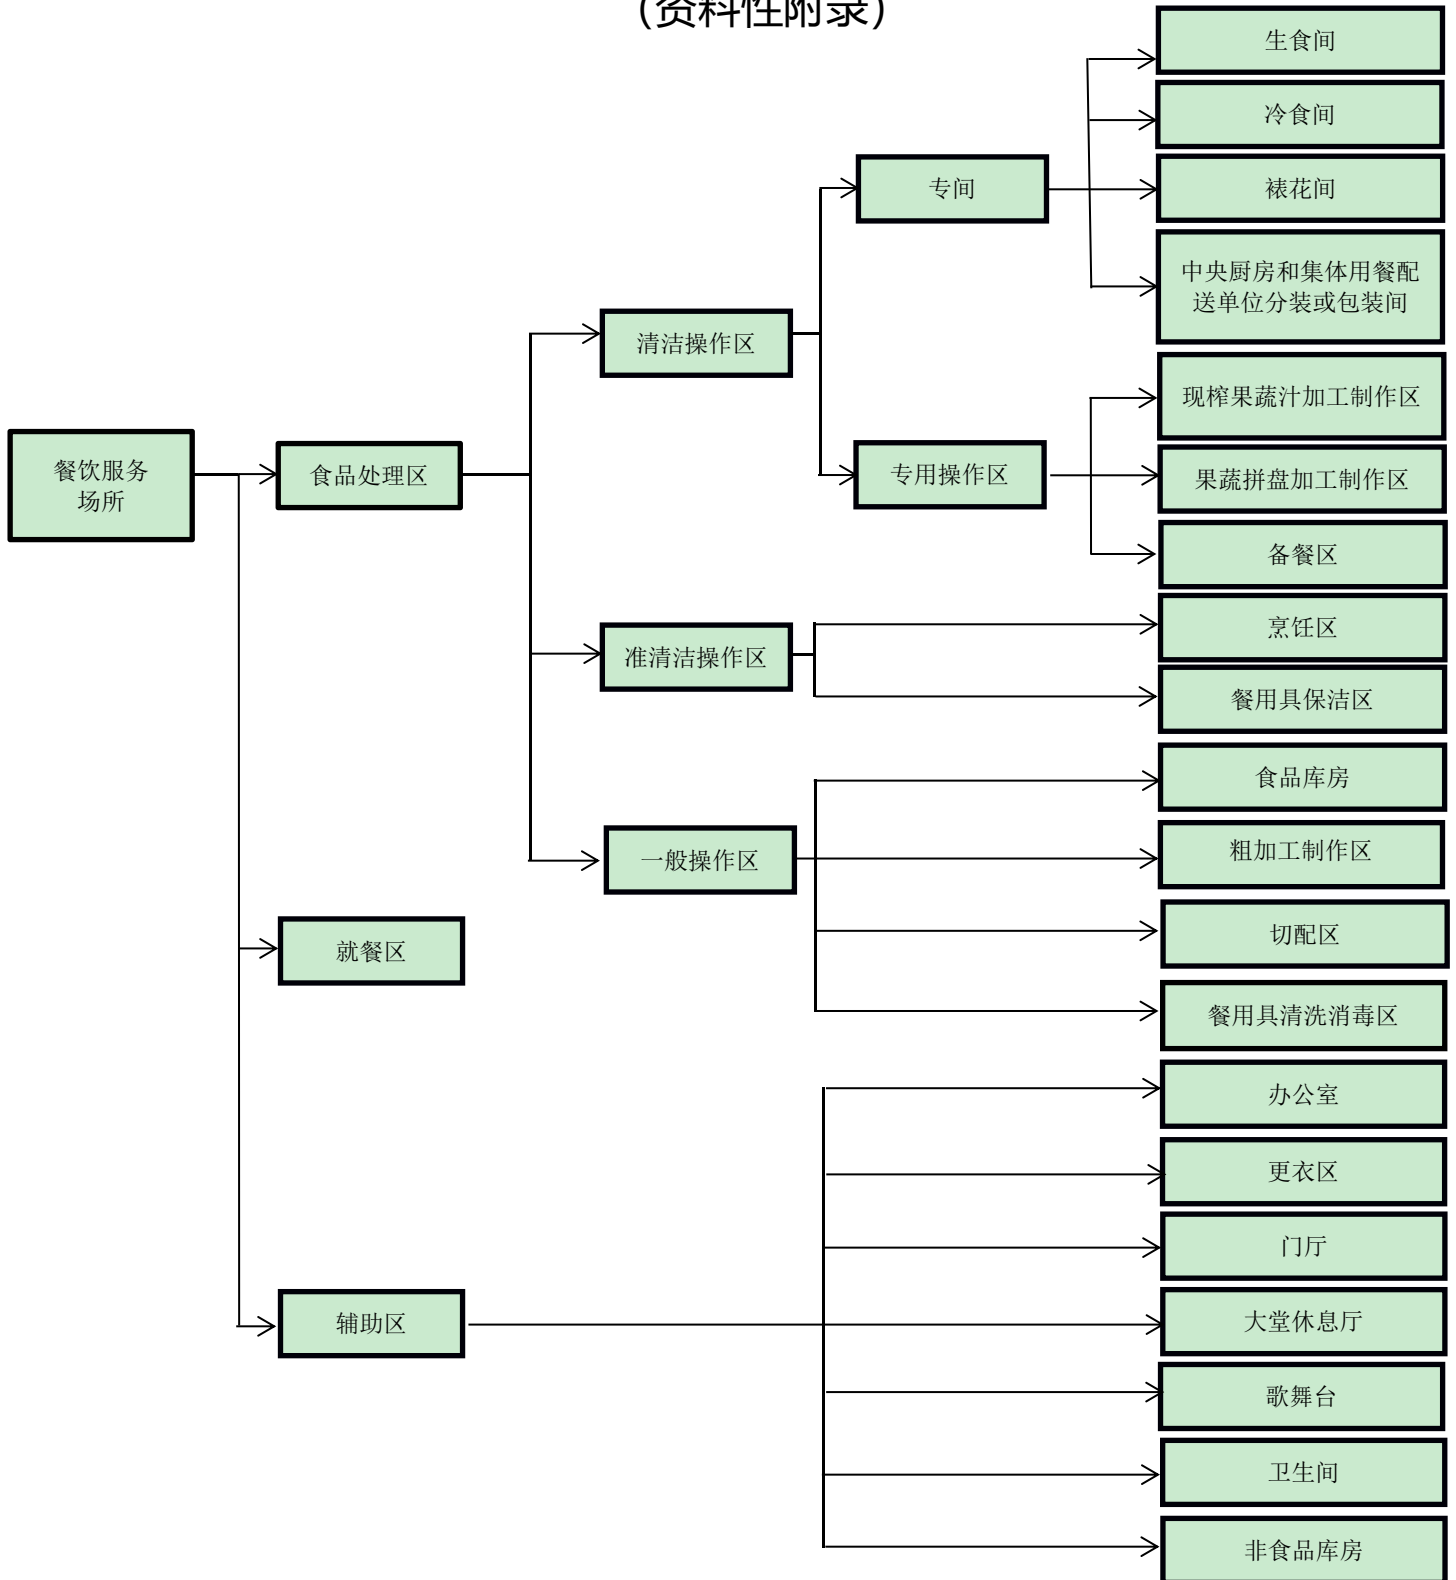 （资料性附录）
餐饮服务
场所
食品处理区
就餐区
辅助区
清洁操作区
准清洁操作区
一般操作区
专间
专用操作区
生食间
冷食间
裱花间
中央厨房和集体用餐配
送单位分装或包装间
现榨果蔬汁加工制作区
果蔬拼盘加工制作区
备餐区
烹饪区
餐用具保洁区
食品库房
粗加工制作区
切配区
餐用具清洗消毒区
办公室
更衣区
门厅
大堂休息厅
歌舞台
卫生间
非食品库房